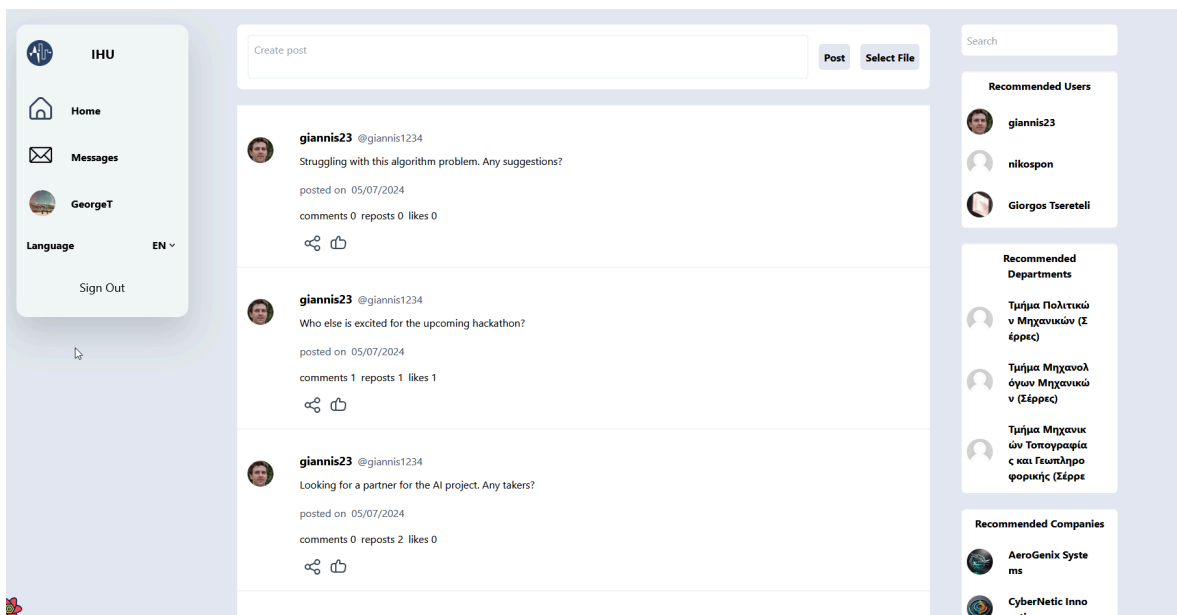 IHU
Home
Messages
GeorgeT
Language EN
Sign Out
Create post
Post Select File
giannis23 @giannis1234
Struggling with this algorithm problem. Any suggestions?
posted on 05/07/2024
comments 0 reposts 0 likes 0
giannis23 @giannis1234
Who else is excited for the upcoming hackathon?
posted on 05/07/2024
comments 1 reposts 1 likes 1
giannis23 @giannis1234
Looking for a partner for the AI project. Any takers?
posted on 05/07/2024
comments 0 reposts 2 likes 0
Search
Recommended Users
giannis23
nikospon
Giorgos Tsereteli
Recommended
Departments
Τμήμα Πολιτικώ
ν Μηχανικών (Σ
έρρες)
Τμήμα Μηχανολ
όγων Μηχανικώ
ν (Σέρρες)
Τμήμα Μηχανικ
ών Τοπογραφία
ς και Γεωπληρο
φορικής (Σέρρε
Recommended Companies
AeroGenix Syste
ms
CyberNetic Inno